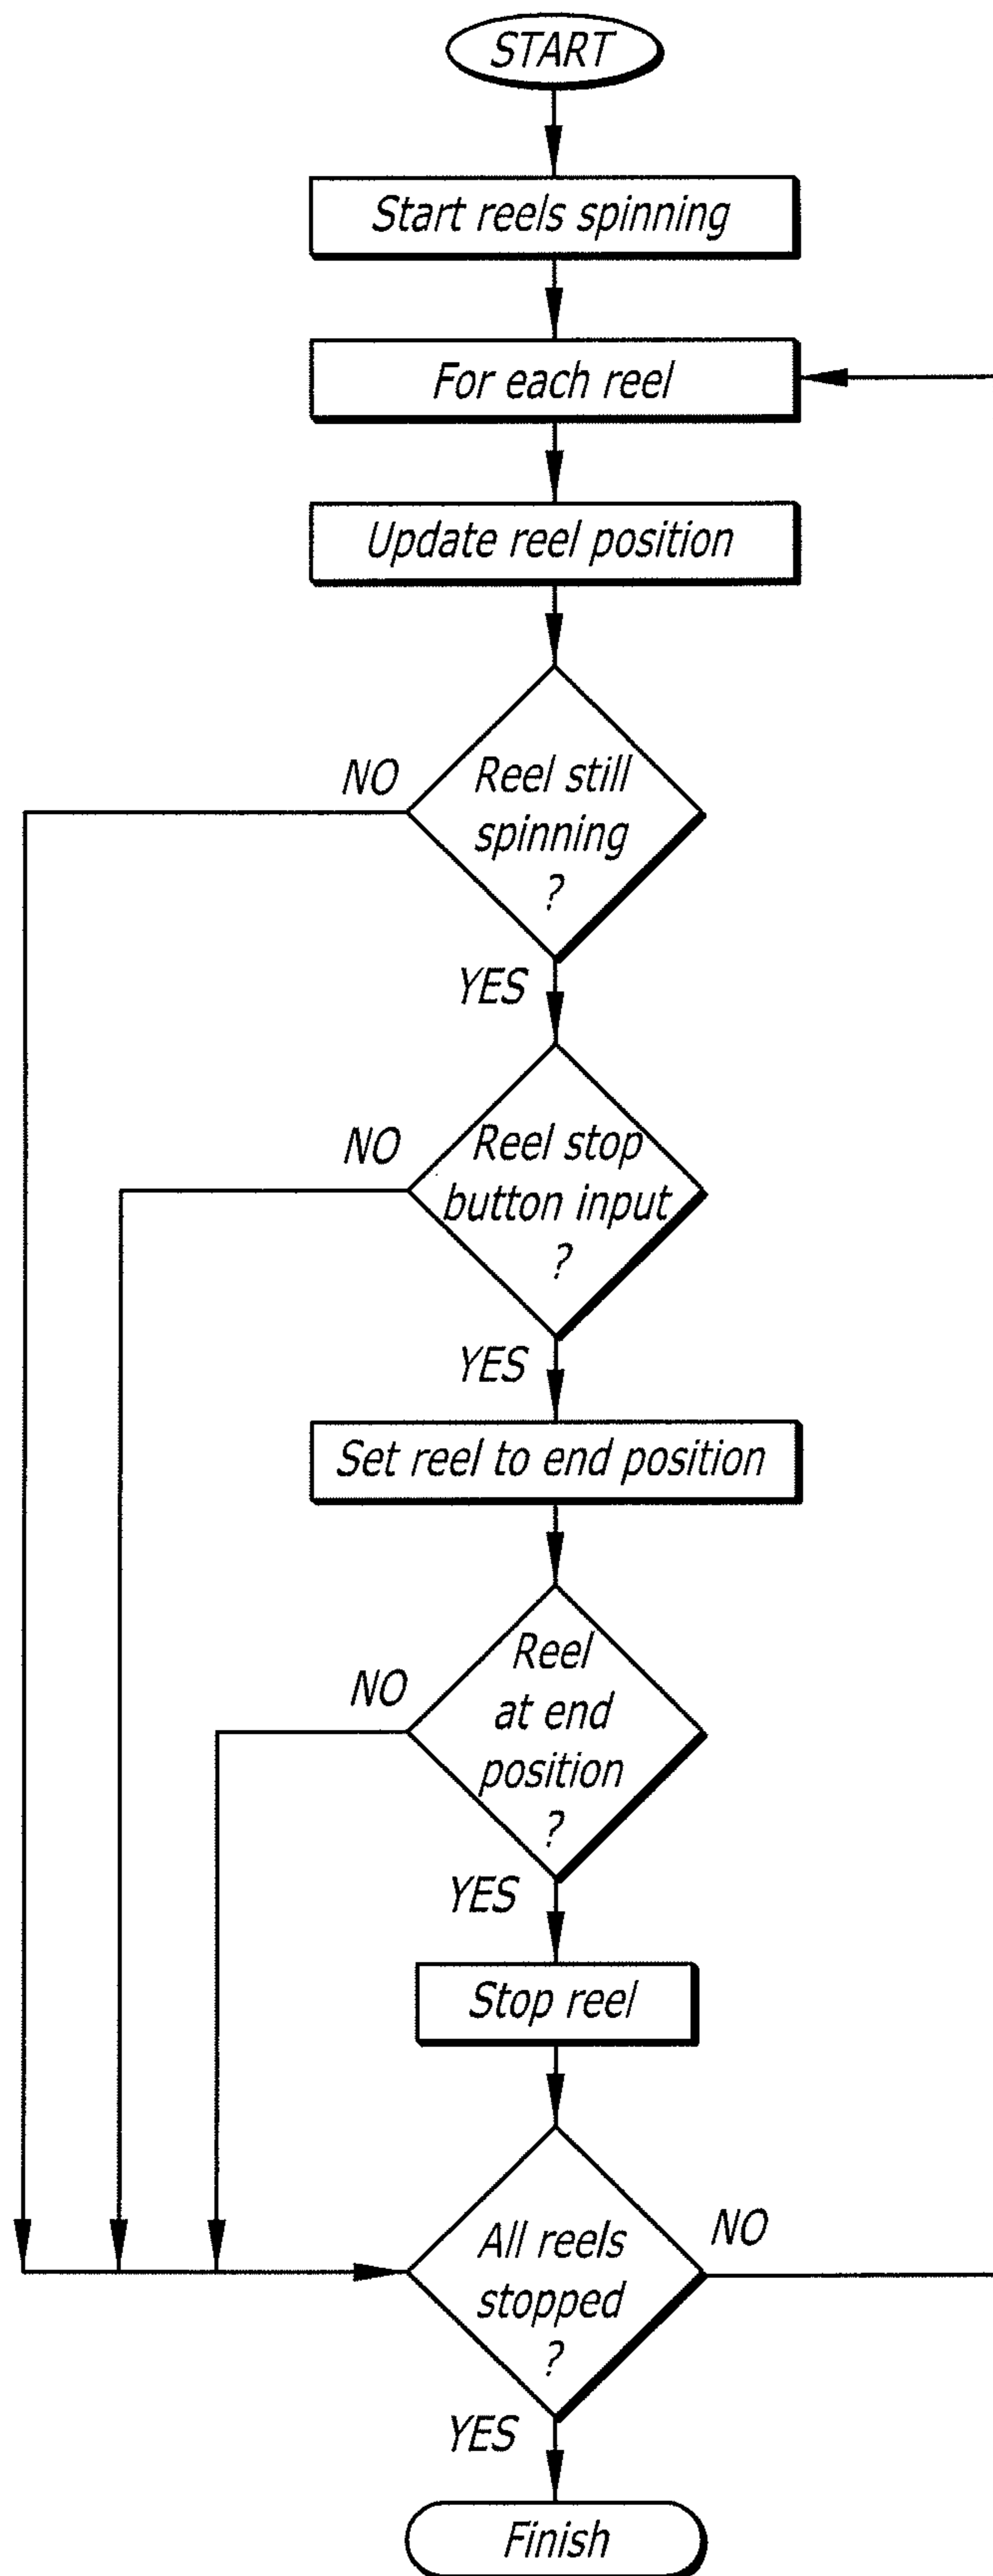 START
Start reels spinning
For each reel
Update reel position
NO
Reel still
spinning
?
YES
NO
Reel stop
button input
?
YES
Set reel to end position
NO
Reel
at end
position
?
YES
Stop reel
All reels
stopped
?
NO
YES
Finish